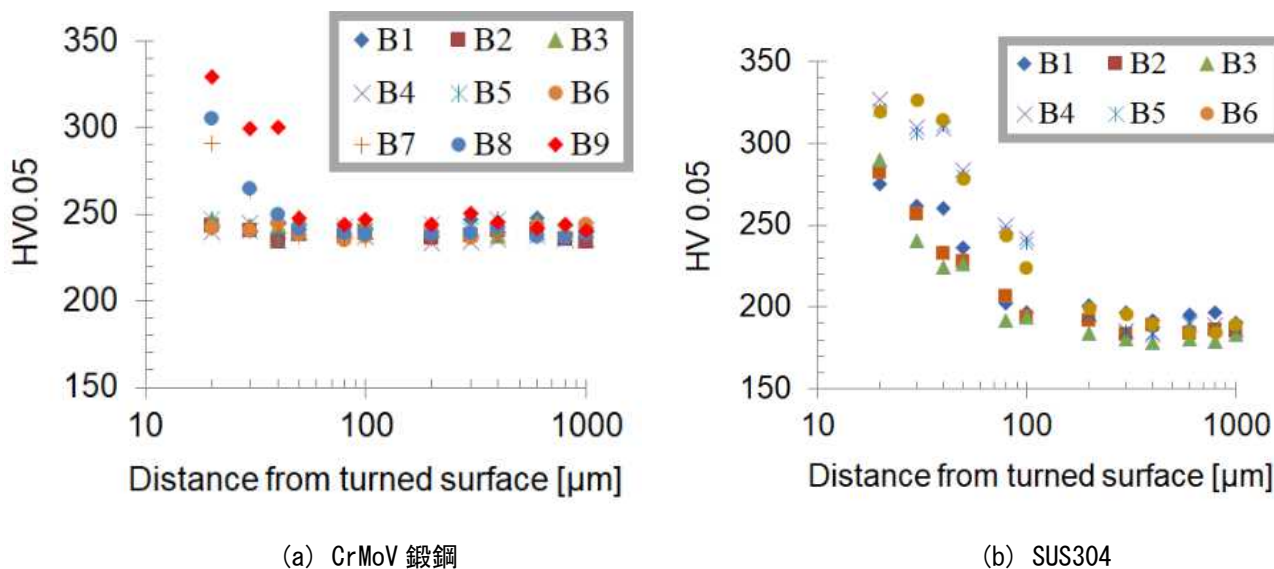 350
300
250
200
150
HV0.05
B1 B2 B3
B4 B5 B6
B7 B8 B9
10 100 1000
Distance from turned surface [µm]
(a) CrMoV 鍛鋼
350
300
250
200
150
HV 0.05
B1 B2 B3
B4 B5 B6
10 100 1000
Distance from turned surface [µm]
(b) SUS304